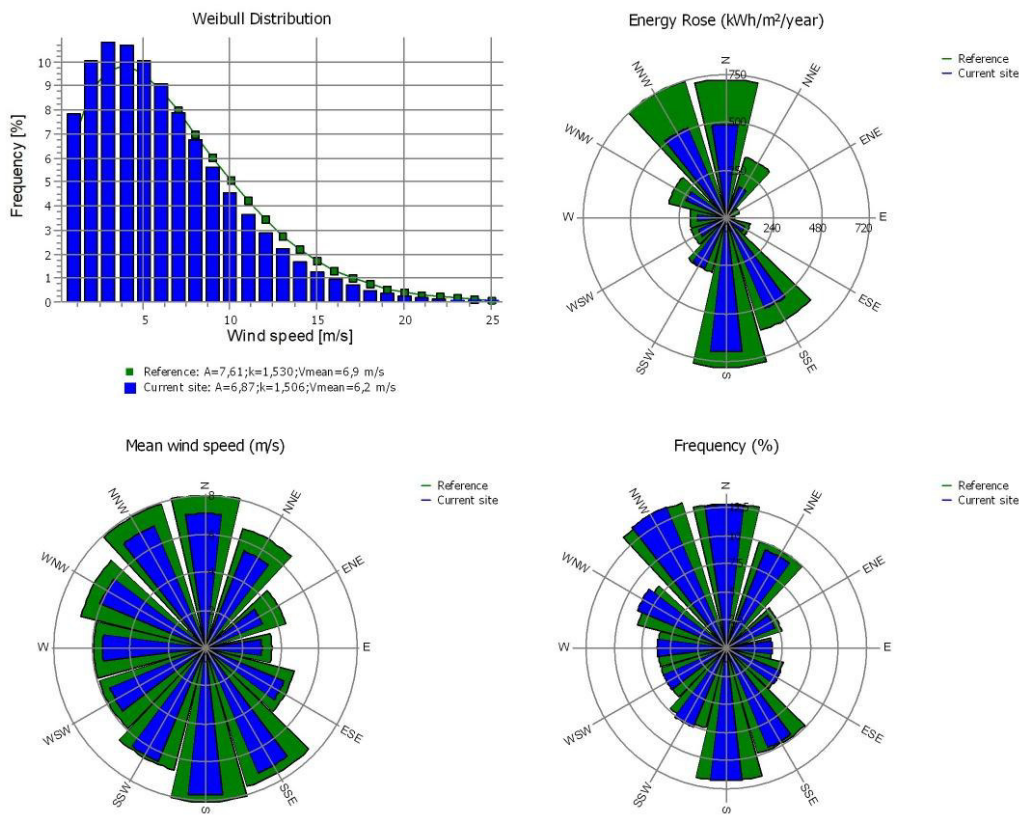 Weibull Distribution
Frequency [%]
10
9
8
7
6
5
4
3
2
1
0
5
10
15
20
25
Wind speed [m/s]
Reference: A=7,61;k=1,530;Vmean=6,9 m/s
Current site: A=6,87;k=1,506;Vmean=6,2 m/s
Energy Rose (kWh/m²/year)
Reference
Current site
N
NNE
ENE
E
ESE
SSE
S
SSW
WSW
W
WNW
NNW
750
500
240
480
720
Mean wind speed (m/s)
Reference
Current site
N
NNE
ENE
E
ESE
SSE
S
SSW
WSW
W
WNW
NNW
8
Frequency (%)
Reference
Current site
N
NNE
ENE
E
ESE
SSE
S
SSW
WSW
W
WNW
NNW